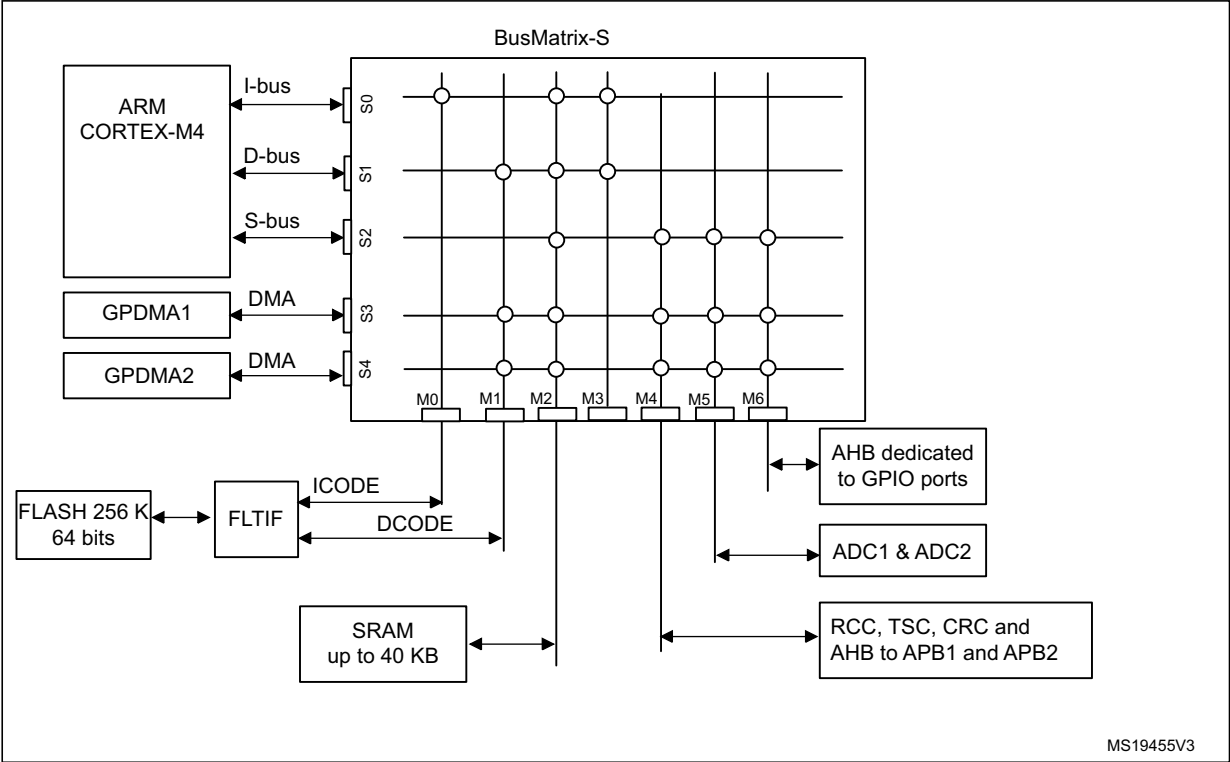 BusMatrix-S
ARM
CORTEX-M4
I-bus
S0
D-bus
S1
S-bus
S2
GPDMA1
DMA
S3
GPDMA2
DMA
S4
M0
M1
M2
M3
M4
M5
M6
AHB dedicated
to GPIO ports
ICODE
FLASH 256 K
64 bits
FLTIF
DCODE
ADC1 & ADC2
SRAM
up to 40 KB
RCC, TSC, CRC and
AHB to APB1 and APB2
MS19455V3